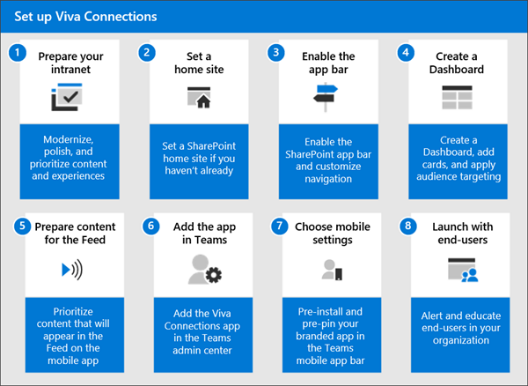 Set up Viva Connections
1
Prepare your
intranet
Modernize,
polish, and
prioritize content
and experiences
2
Set a
home site
Set a SharePoint
home site if you
haven't already
3
Enable the
app bar
Enable the
SharePoint app bar
and customize
navigation
4
Create a
Dashboard
Create a
Dashboard, add
cards, and apply
audience targeting
5
Prepare content
for the Feed
Prioritize
content that will
appear in the
Feed on the
mobile app
6
Add the app
in Teams
Add the Viva
Connections app
in the Teams
admin center
7
Choose mobile
settings
Pre-install and
pre-pin your
branded app in
the Teams
mobile app bar
8
Launch with
end-users
Alert and educate
end-users in your
organization